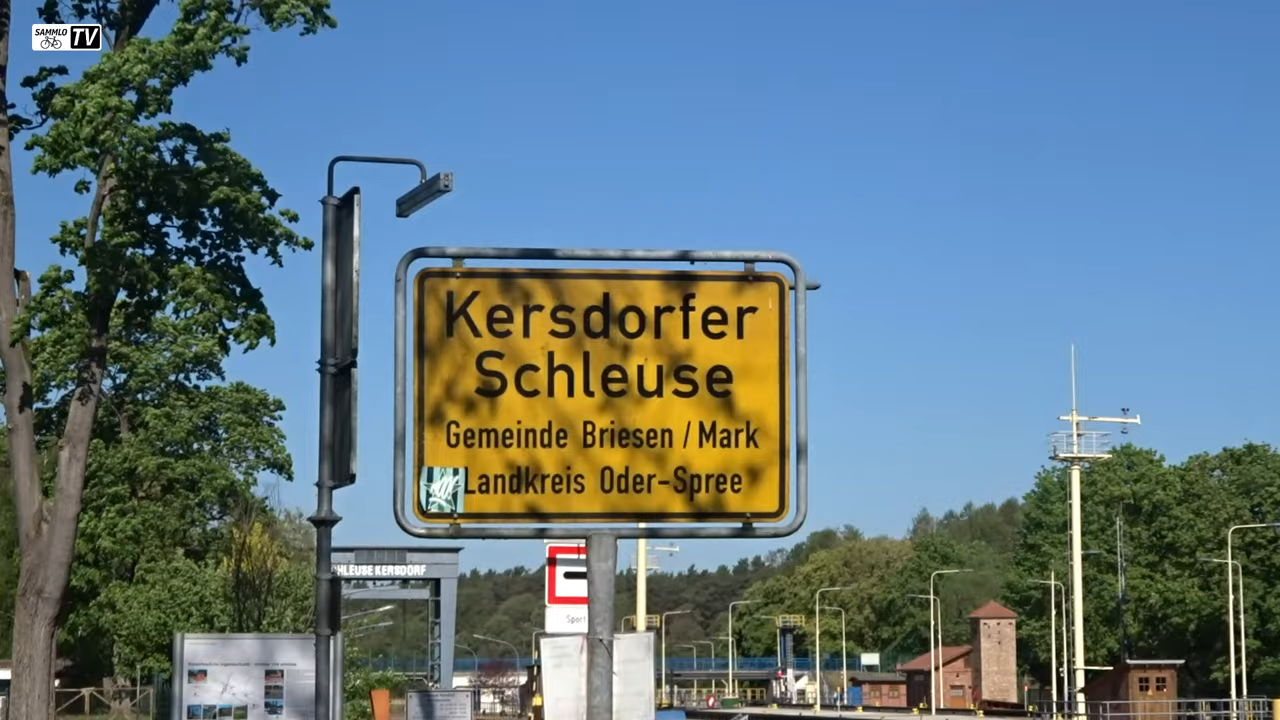 SAMMLO
TV
Kersdorfer
Schleuse
Gemeinde Briesen / Mark
Landkreis Oder-Spree
SCHLEUSE KERSDORF
Sport